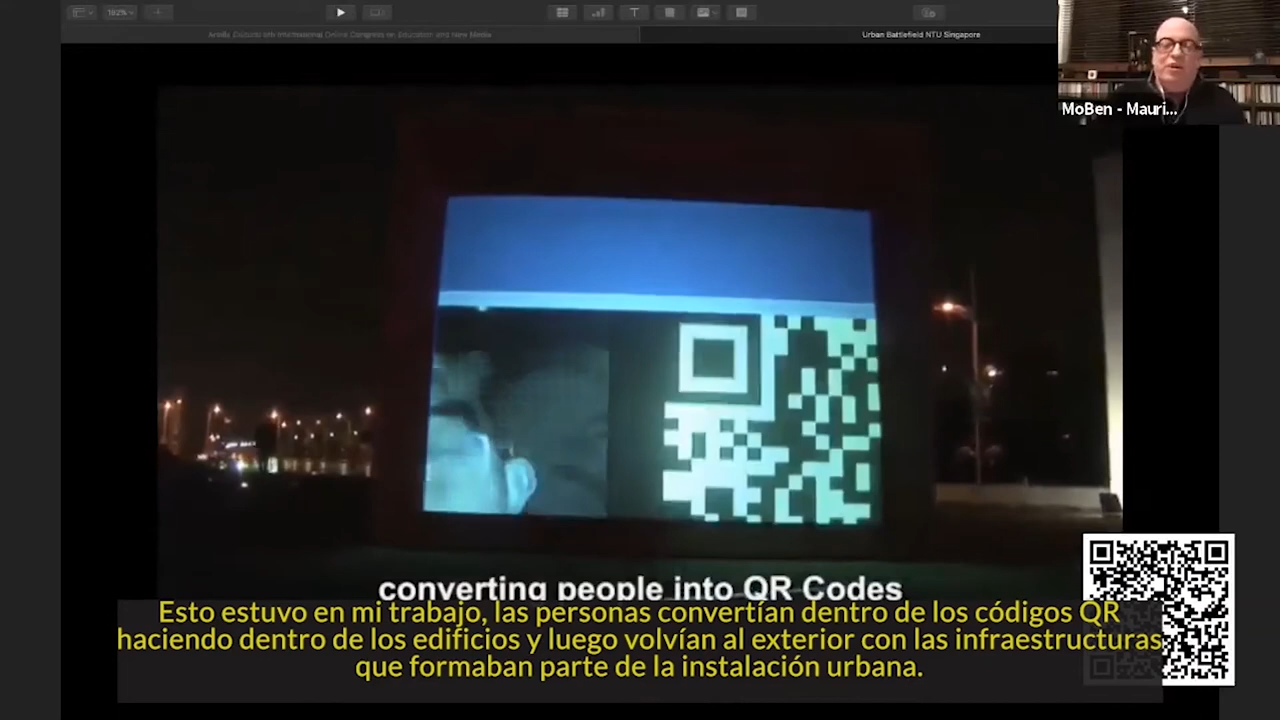 192%
Urban Battlefield NTU Singapore
MoBen - Mauri...
converting people into QR Codes
Esto estuvo en mi trabajo, las personas convertían dentro de los códigos QR
haciendo dentro de los edificios y luego volvían al exterior con las infraestructuras
que formaban parte de la instalación urbana.